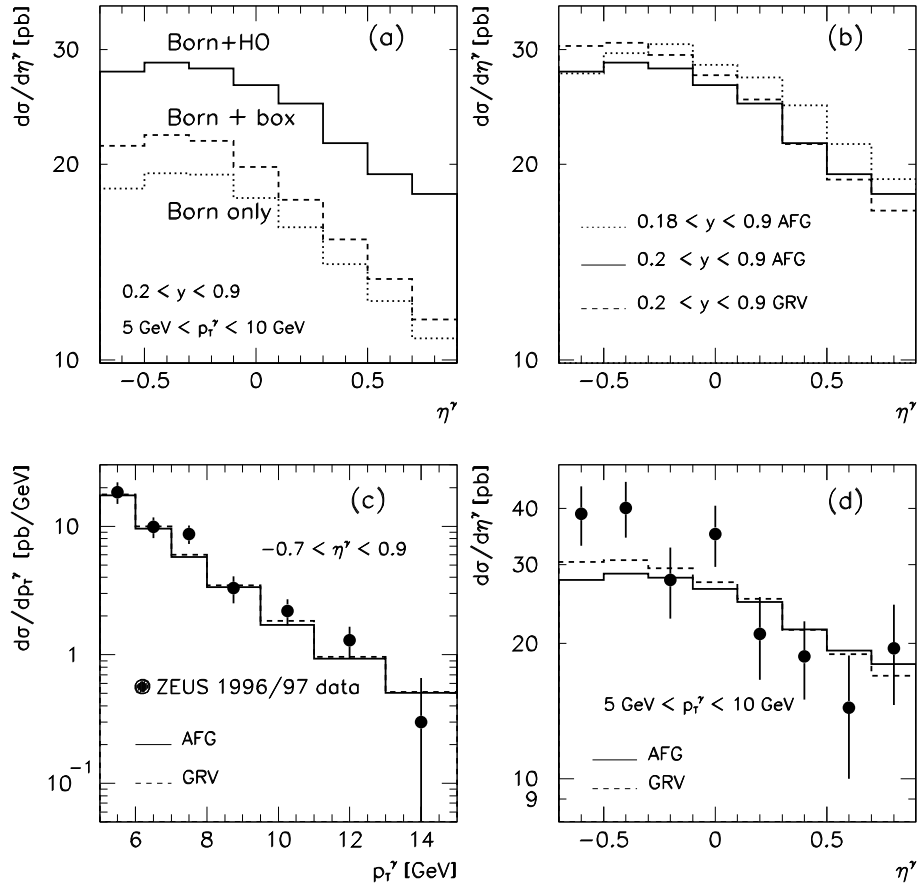 dσ/dη^γ [pb]
(a)
Born+HO
30
Born + box
20
Born only
0.2 < y < 0.9
5 GeV < p_T^γ < 10 GeV
10
−0.5 0 0.5
η^γ
dσ/dη^γ [pb]
(b)
30
20
0.18 < y < 0.9 AFG
0.2 < y < 0.9 AFG
0.2 < y < 0.9 GRV
10
−0.5 0 0.5
η^γ
dσ/dp_T^γ [pb/GeV]
(c)
10
−0.7 < η^γ < 0.9
1
ZEUS 1996/97 data
AFG
GRV
10^−1
6 8 10 12 14
p_T^γ [GeV]
dσ/dη^γ [pb]
(d)
40
30
20
5 GeV < p_T^γ < 10 GeV
AFG
GRV
10
9
−0.5 0 0.5
η^γ